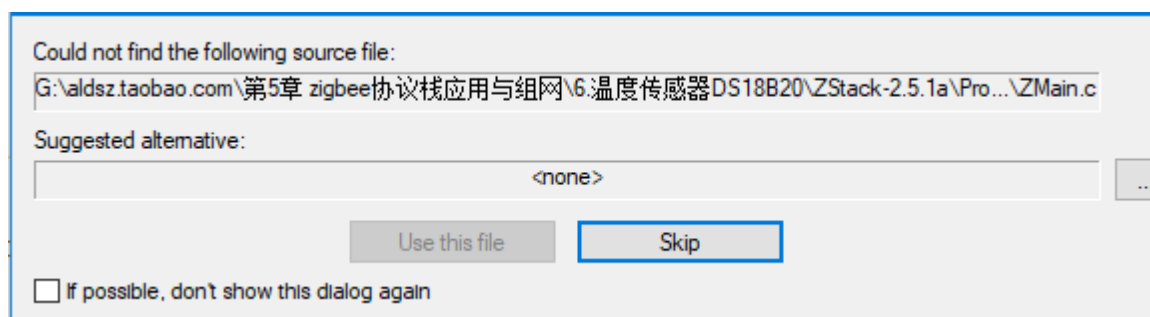 Could not find the following source file:
G:\aldsz.taobao.com\第5章 zigbee协议栈应用与组网\6.温度传感器DS18B20\ZStack-2.5.1a\Pro...\ZMain.c
Suggested alternative:
<none>
...
Use this file
Skip
If possible, don't show this dialog again